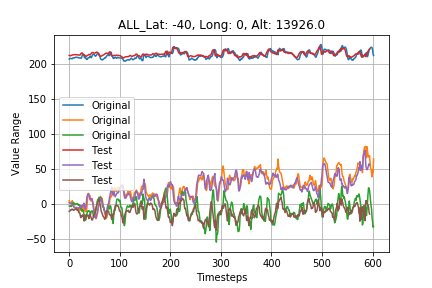 ALL_Lat: -40, Long: 0, Alt: 13926.0
Value Range
200
150
100
50
0
−50
Original
Original
Original
Test
Test
Test
0
100
200
300
400
500
600
Timesteps